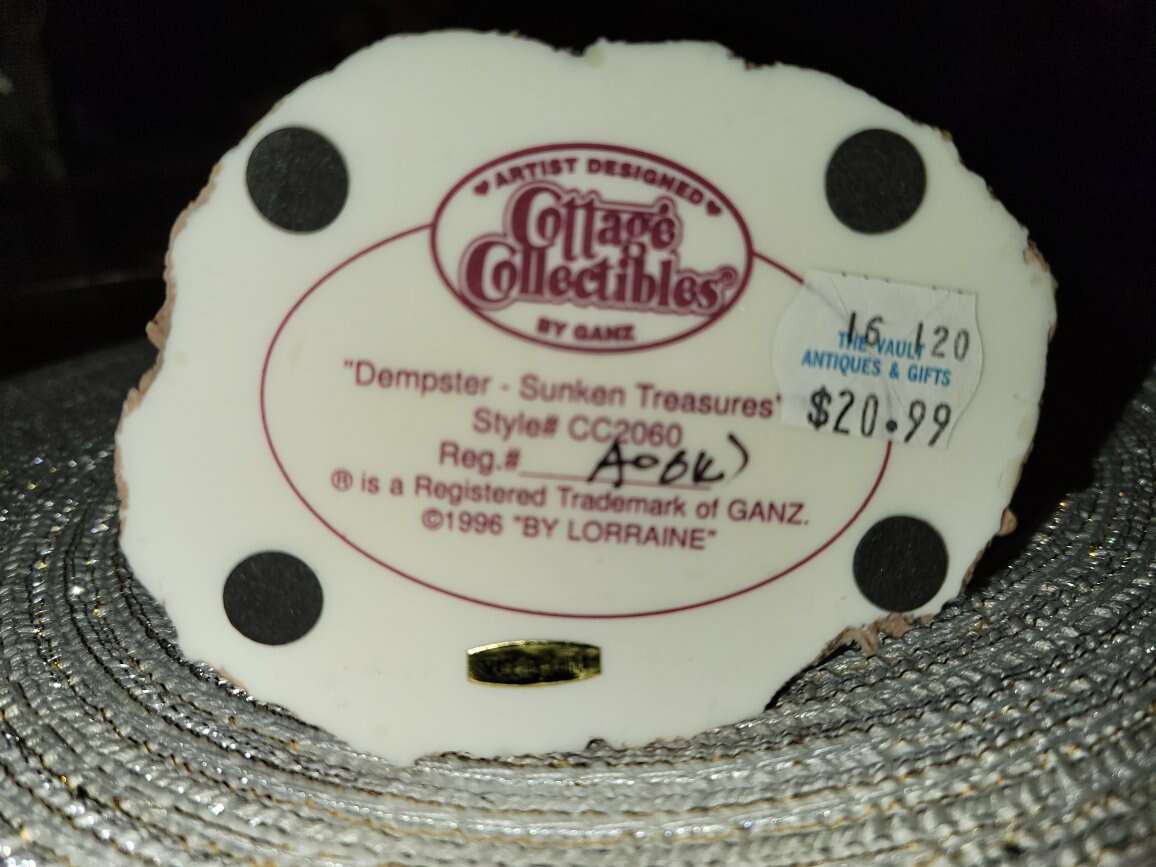 ARTIST DESIGNED
Cottage
Collectibles®
BY GANZ
"Dempster - Sunken Treasures"
Style# CC2060
Reg.#
® is a Registered Trademark of GANZ.
©1996 "BY LORRAINE"
16 120
THE VAULT
ANTIQUES & GIFTS
$20.99